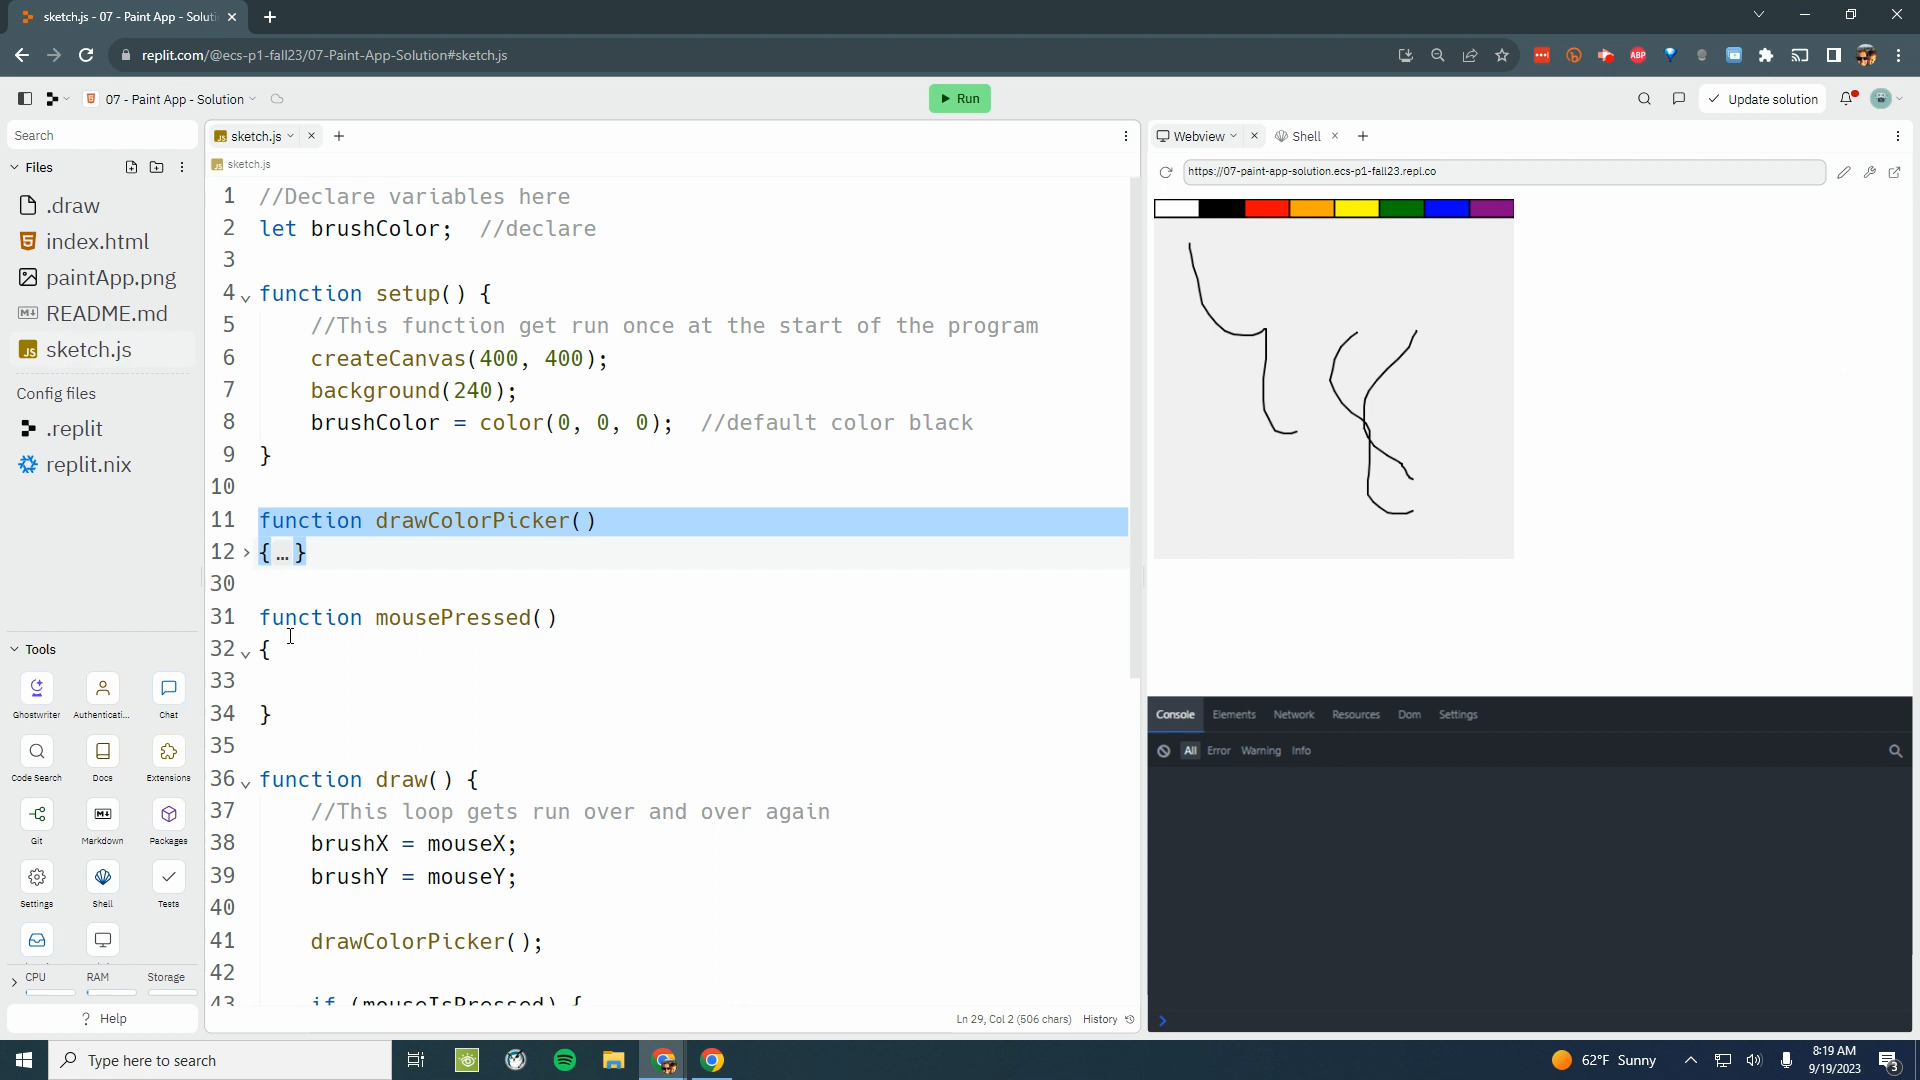 sketch.js - 07 - Paint App - Soluti
replit.com/@ecs-p1-fall23/07-Paint-App-Solution#sketch.js
ABP
07 - Paint App - Solution
Run
Update solution
Search
sketch.js
Webview
Shell
Files
sketch.js
https://07-paint-app-solution.ecs-p1-fall23.repl.co
.draw
index.html
paintApp.png
README.md
sketch.js
Config files
.replit
replit.nix
1 //Declare variables here
2 let brushColor; //declare
3
4 function setup() {
5 //This function get run once at the start of the program
6 createCanvas(400, 400);
7 background(240);
8 brushColor = color(0, 0, 0); //default color black
9 }
10
11 function drawColorPicker()
12 {…}
30
31 function mousePressed()
32 {
33
34 }
35
36 function draw() {
37 //This loop gets run over and over again
38 brushX = mouseX;
39 brushY = mouseY;
40
41 drawColorPicker();
42
43 if (mouseIsPressed) {
Tools
Ghostwriter
Authenticati...
Chat
Code Search
Docs
Extensions
Git
Markdown
Packages
Settings
Shell
Tests
CPU
RAM
Storage
? Help
Console
Elements
Network
Resources
Dom
Settings
All
Error
Warning
Info
Ln 29, Col 2 (506 chars)
History
Type here to search
62°F Sunny
8:19 AM
9/19/2023
3